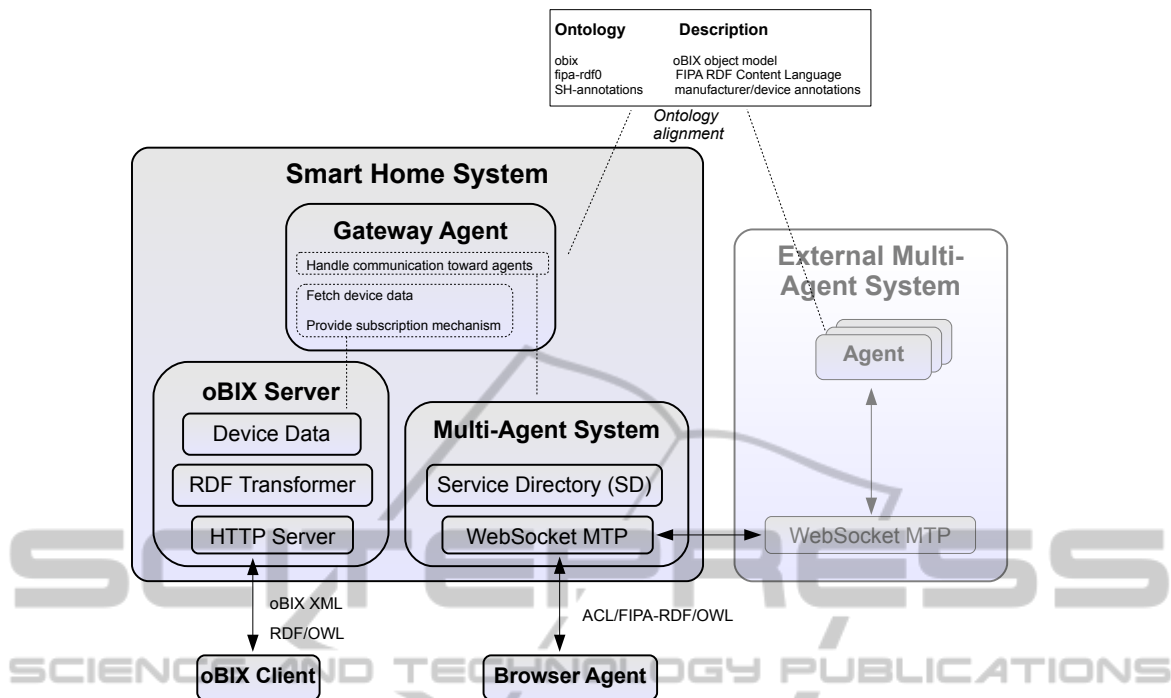 Ontology Description
obix oBIX object model
fipa-rdf0 FIPA RDF Content Language
SH-annotations manufacturer/device annotations
Ontology
alignment
Smart Home System
Gateway Agent
Handle communication toward agents
Fetch device data
Provide subscription mechanism
External Multi-
Agent System
Agent
oBIX Server
Device Data
RDF Transformer
HTTP Server
Multi-Agent System
Service Directory (SD)
WebSocket MTP
WebSocket MTP
oBIX XML
RDF/OWL
ACL/FIPA-RDF/OWL
oBIX Client
Browser Agent
SCITEPRESS
SCIENCE AND TECHNOLOGY PUBLICATIONS